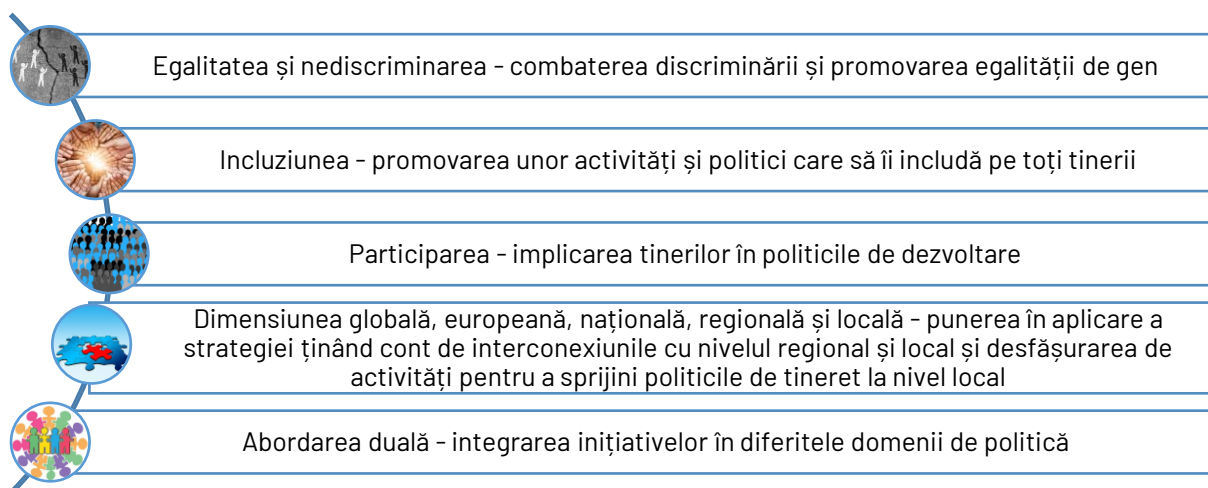 Egalitatea și nediscriminarea - combaterea discriminării și promovarea egalității de gen
Incluziunea - promovarea unor activități și politici care să îi includă pe toți tinerii
Participarea - implicarea tinerilor în politicile de dezvoltare
Dimensiunea globală, europeană, națională, regională și locală - punerea în aplicare a
strategiei ținând cont de interconexiunile cu nivelul regional și local și desfășurarea de
activități pentru a sprijini politicile de tineret la nivel local
Abordarea duală - integrarea inițiativelor în diferitele domenii de politică